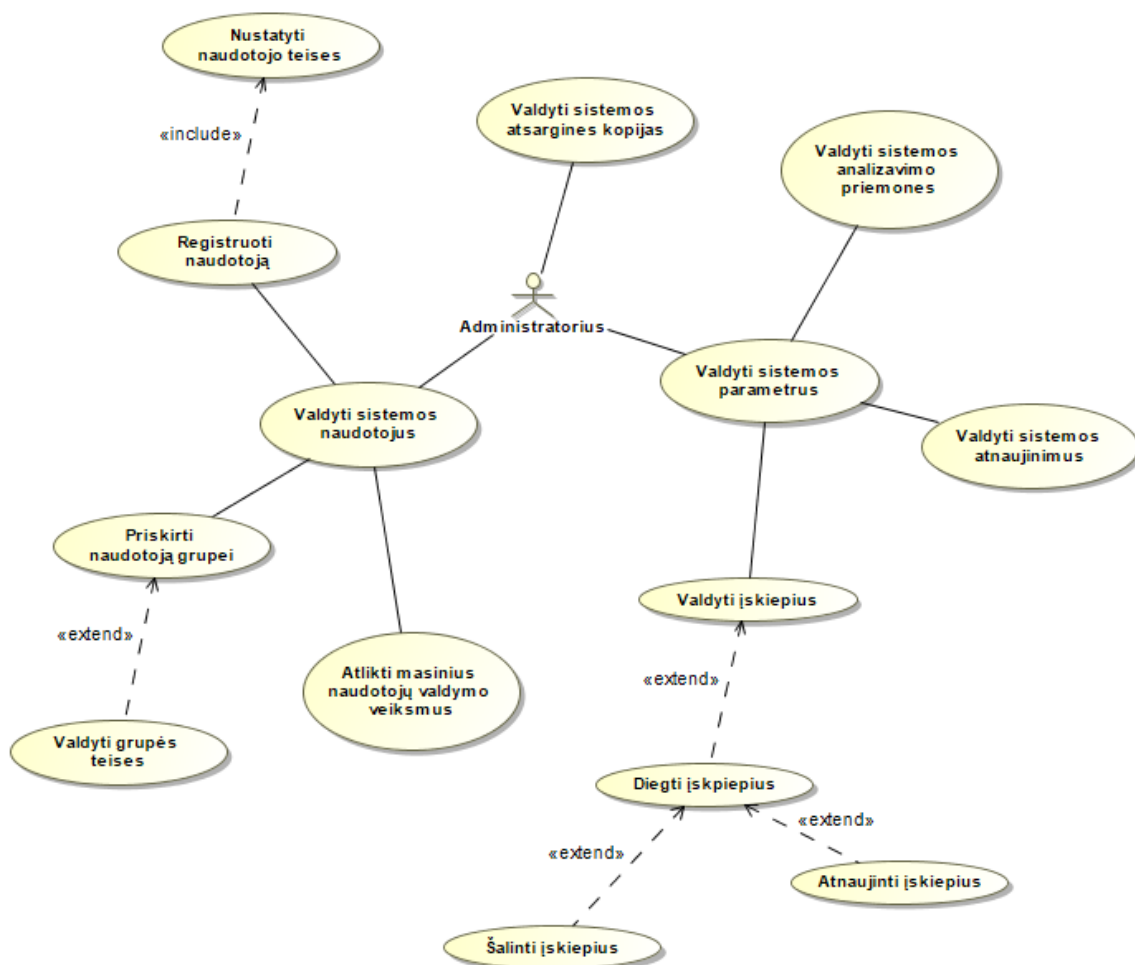 Nustatyti
naudotojo teises
Valdyti sistemos
atsargines kopijas
Valdyti sistemos
analizavimo
priemones
«include»
Registruoti
naudotoją
Administratorius
Valdyti sistemos
parametrus
Valdyti sistemos
naudotojus
Valdyti sistemos
atnaujinimus
Priskirti
naudotoją grupei
Valdyti įskiepius
«extend»
Atlikti masinius
naudotojų valdymo
veiksmus
«extend»
Valdyti grupės
teises
Diegti įskpiepius
«extend»
«extend»
Atnaujinti įskiepius
Šalinti įskiepius